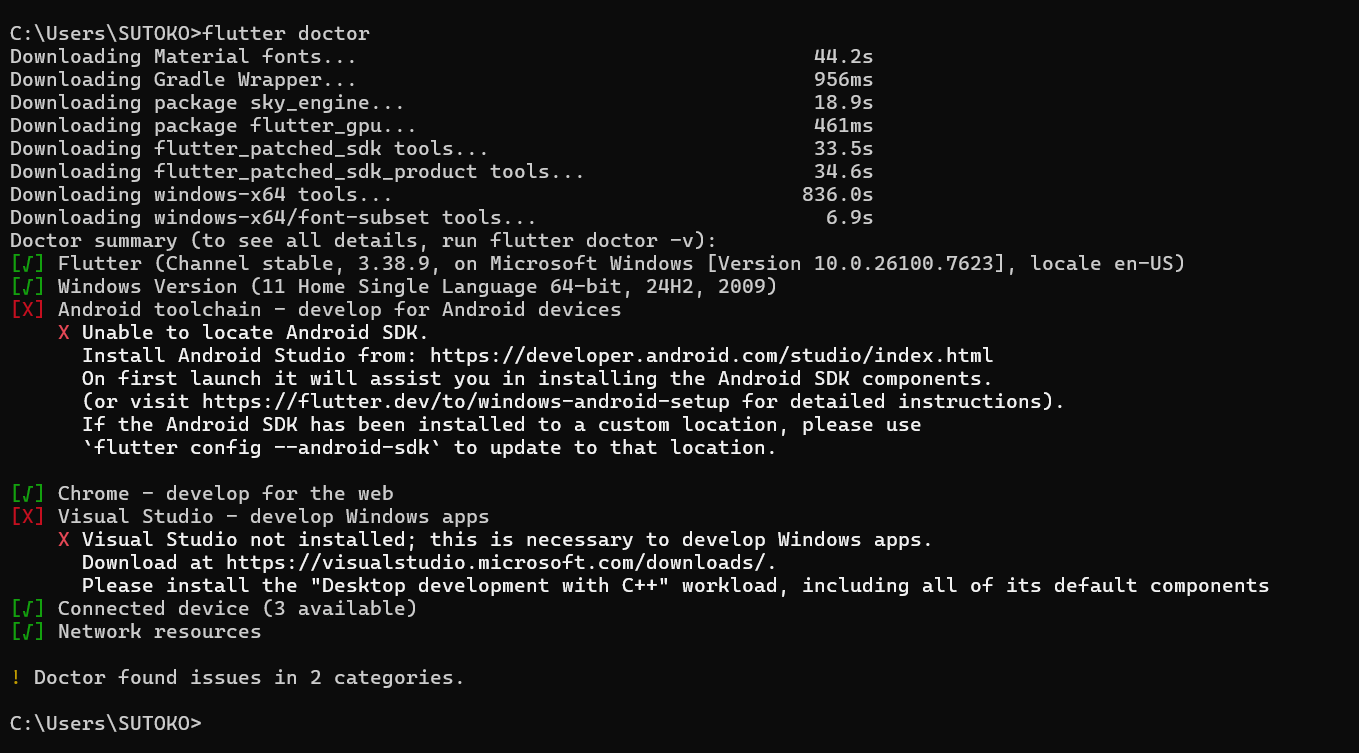 C:\Users\SUTOKO>flutter doctor
Downloading Material fonts... 44.2s
Downloading Gradle Wrapper... 956ms
Downloading package sky_engine... 18.9s
Downloading package flutter_gpu... 461ms
Downloading flutter_patched_sdk tools... 33.5s
Downloading flutter_patched_sdk_product tools... 34.6s
Downloading windows-x64 tools... 836.0s
Downloading windows-x64/font-subset tools... 6.9s
Doctor summary (to see all details, run flutter doctor -v):
[√] Flutter (Channel stable, 3.38.9, on Microsoft Windows [Version 10.0.26100.7623], locale en-US)
[√] Windows Version (11 Home Single Language 64-bit, 24H2, 2009)
[X] Android toolchain - develop for Android devices
X Unable to locate Android SDK.
Install Android Studio from: https://developer.android.com/studio/index.html
On first launch it will assist you in installing the Android SDK components.
(or visit https://flutter.dev/to/windows-android-setup for detailed instructions).
If the Android SDK has been installed to a custom location, please use
`flutter config --android-sdk` to update to that location.
[√] Chrome - develop for the web
[X] Visual Studio - develop Windows apps
X Visual Studio not installed; this is necessary to develop Windows apps.
Download at https://visualstudio.microsoft.com/downloads/.
Please install the "Desktop development with C++" workload, including all of its default components
[√] Connected device (3 available)
[√] Network resources
! Doctor found issues in 2 categories.
C:\Users\SUTOKO>